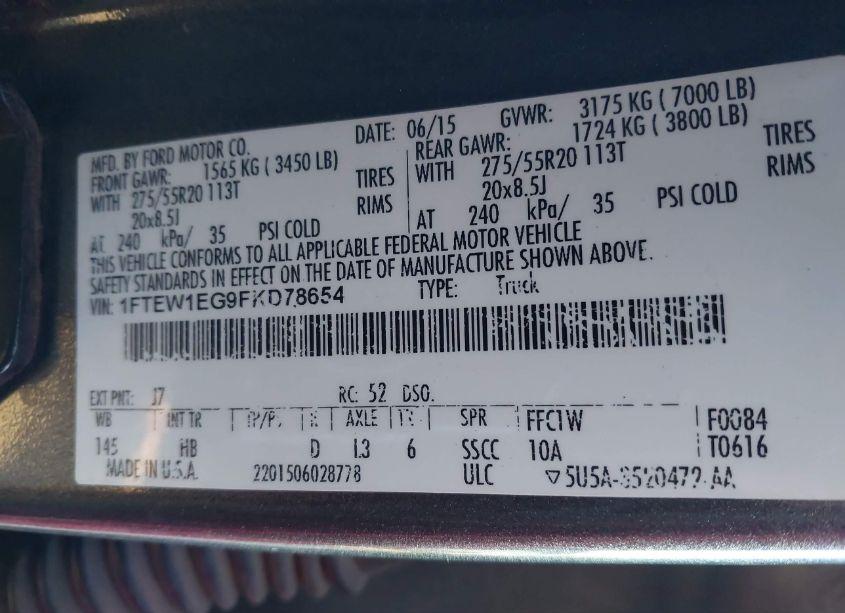 MFD. BY FORD MOTOR CO.
DATE: 06/15 GVWR: 3175 KG ( 7000 LB)
FRONT GAWR: 1565 KG ( 3450 LB) REAR GAWR: 1724 KG ( 3800 LB)
WITH 275/55R20 113T TIRES WITH 275/55R20 113T TIRES
20x8.5J RIMS 20x8.5J RIMS
AT 240 kPa/ 35 PSI COLD AT 240 kPa/ 35 PSI COLD
THIS VEHICLE CONFORMS TO ALL APPLICABLE FEDERAL MOTOR VEHICLE
SAFETY STANDARDS IN EFFECT ON THE DATE OF MANUFACTURE SHOWN ABOVE.
VIN: 1FTEW1EG9FKD78654 TYPE: Truck
EXT PNT: J7 RC: 52 DSO:
WB INT TR TP/PS R AXLE TR SPR FFC1W F0084
145 HB D L3 6 SSCC 10A T0616
MADE IN U.S.A. 2201506028778 ULC